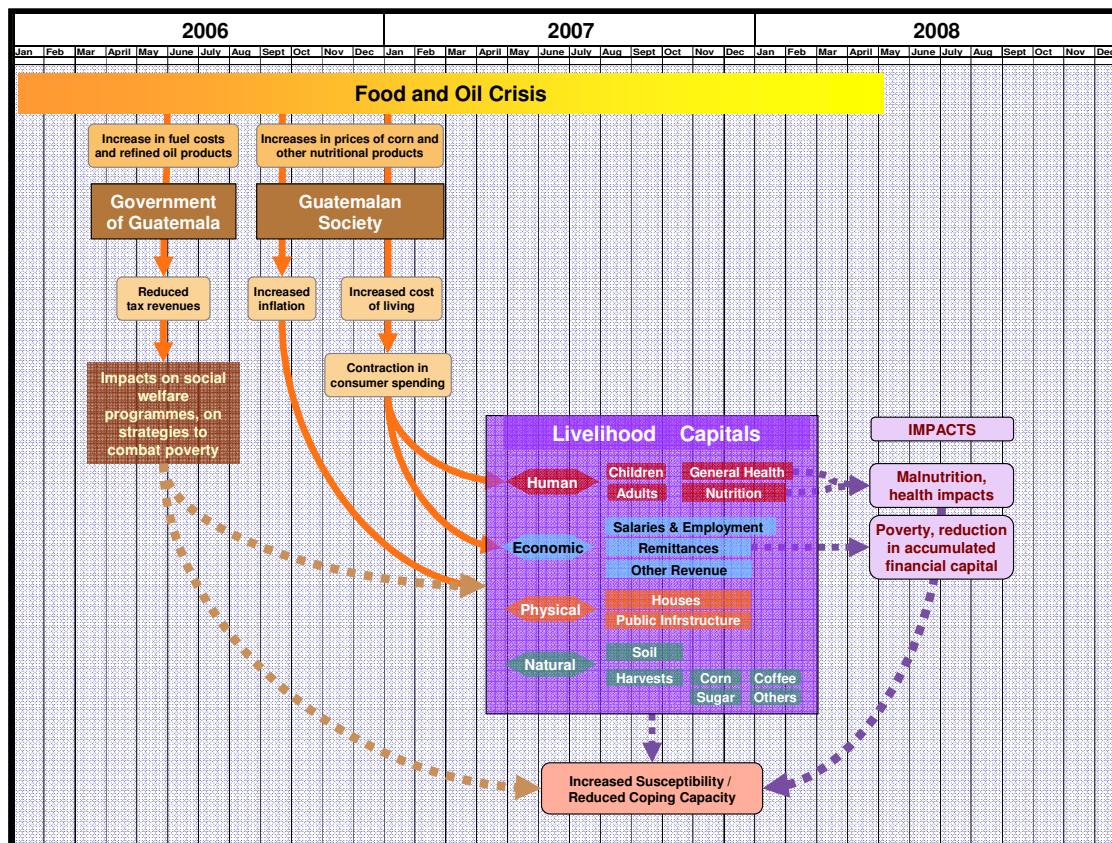 2006 2007 2008
Jan Feb Mar April May June July Aug Sept Oct Nov Dec Jan Feb Mar April May June July Aug Sept Oct Nov Dec Jan Feb Mar April May June July Aug Sept Oct Nov Dec
Food and Oil Crisis
Increase in fuel costs
and refined oil products
Increases in prices of corn and
other nutritional products
Government
of Guatemala
Guatemalan
Society
Reduced
tax revenues
Increased
inflation
Increased cost
of living
Contraction in
consumer spending
Impacts on social
welfare
programmes, on
strategies to
combat poverty
Livelihood Capitals
Human
Children
Adults
General Health
Nutrition
Economic
Salaries & Employment
Remittances
Other Revenue
Physical
Houses
Public Infrstructure
Natural
Soil
Harvests
Corn
Coffee
Sugar
Others
IMPACTS
Malnutrition,
health impacts
Poverty, reduction
in accumulated
financial capital
Increased Susceptibility /
Reduced Coping Capacity